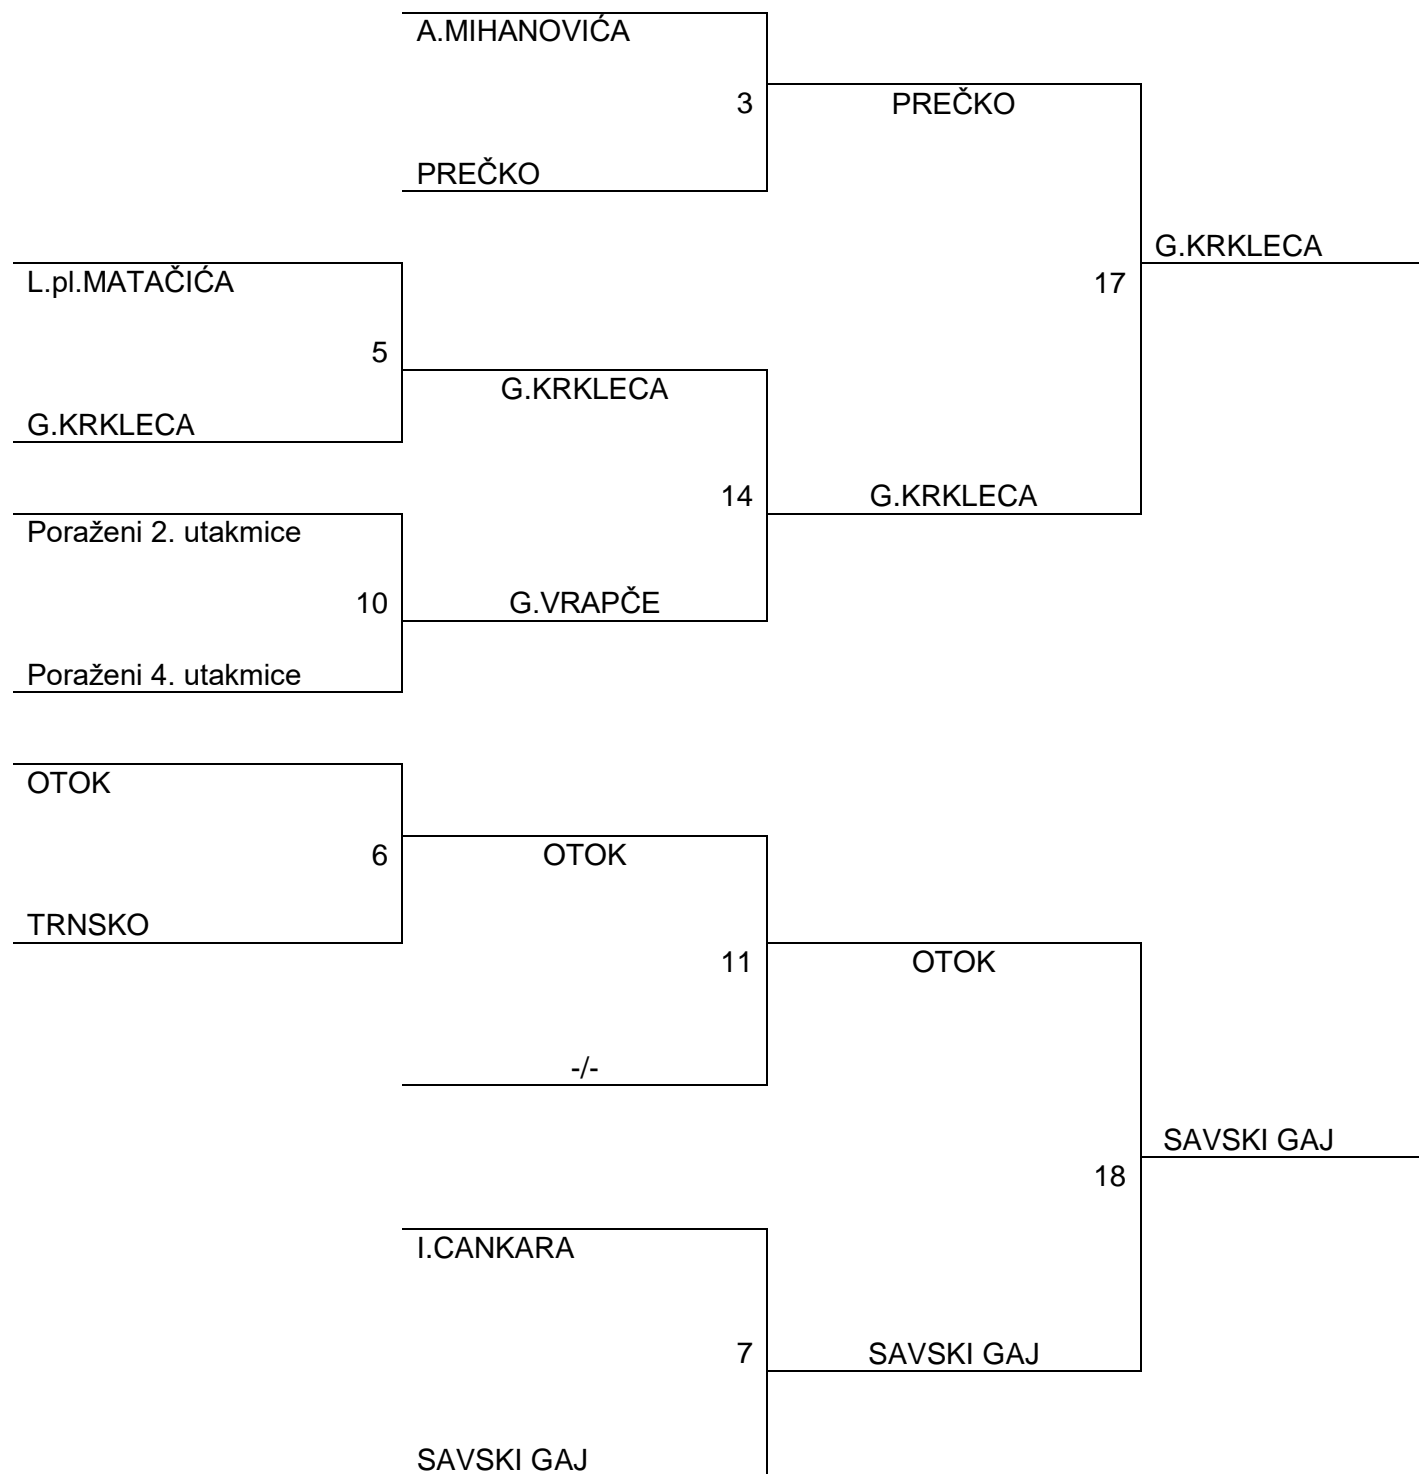 A.MIHANOVIĆA
3
PREČKO
PREČKO
G.KRKLECA
L.pl.MATAČIĆA
17
5
G.KRKLECA
G.KRKLECA
14
G.KRKLECA
Poraženi 2. utakmice
10
G.VRAPČE
Poraženi 4. utakmice
OTOK
6
OTOK
TRNSKO
11
OTOK
-/-
SAVSKI GAJ
18
I.CANKARA
7
SAVSKI GAJ
SAVSKI GAJ